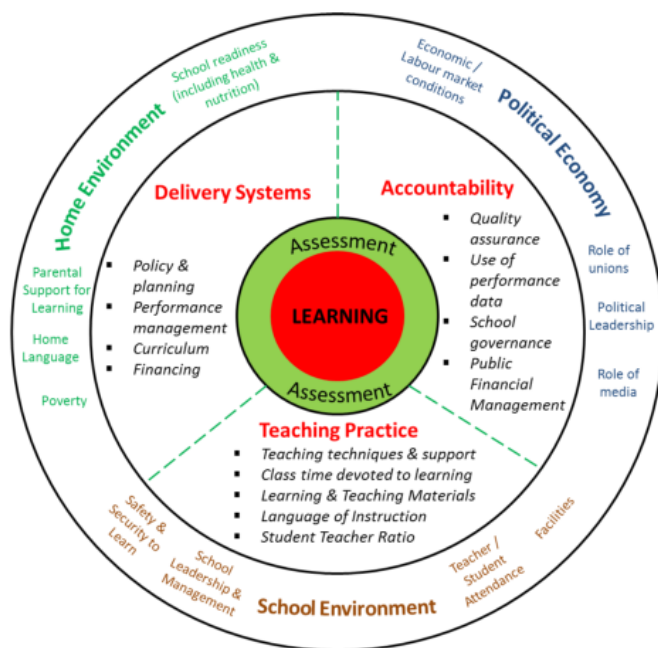 School readiness
(including health &
nutrition)
Home Environment
Parental
Support for
Learning
Home
Language
Poverty
Economic /
Labour market
conditions
Political Economy
Role of
unions
Political
Leadership
Role of
media
Delivery Systems
▪ Policy &
planning
▪ Performance
management
▪ Curriculum
▪ Financing
Accountability
▪ Quality
assurance
▪ Use of
performance
data
▪ School
governance
▪ Public
Financial
Management
Assessment
LEARNING
Assessment
Teaching Practice
▪ Teaching techniques & support
▪ Class time devoted to learning
▪ Learning & Teaching Materials
▪ Language of Instruction
▪ Student Teacher Ratio
Safety &
Security to
Learn
School
Leadership &
Management
School Environment
Teacher /
Student
Attendance
Facilities